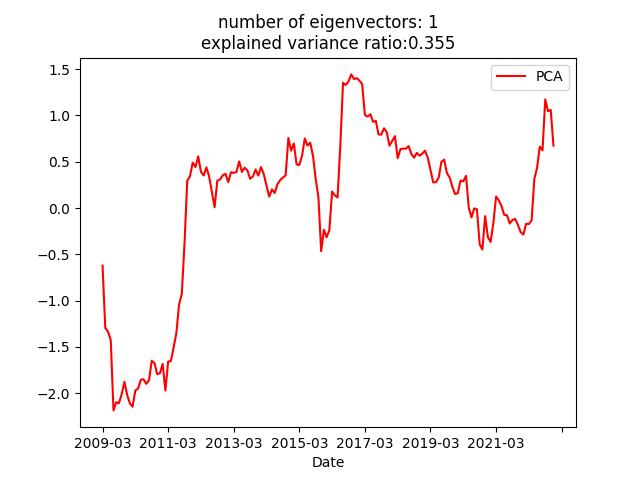 number of eigenvectors: 1
explained variance ratio:0.355
PCA
1.5
1.0
0.5
0.0
−0.5
−1.0
−1.5
−2.0
2009-03 2011-03 2013-03 2015-03 2017-03 2019-03 2021-03
Date